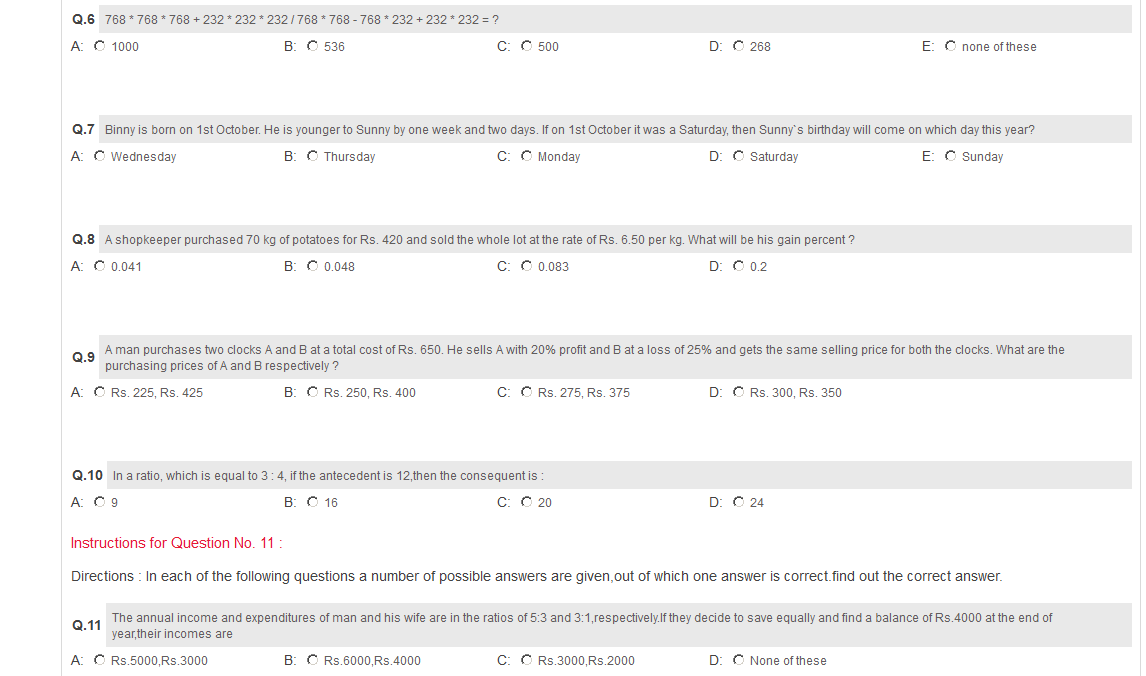 Q.6 768 * 768 * 768 + 232 * 232 * 232 / 768 * 768 - 768 * 232 + 232 * 232 = ?
A: 1000 B: 536 C: 500 D: 268 E: none of these
Q.7 Binny is born on 1st October. He is younger to Sunny by one week and two days. If on 1st October it was a Saturday, then Sunny`s birthday will come on which day this year?
A: Wednesday B: Thursday C: Monday D: Saturday E: Sunday
Q.8 A shopkeeper purchased 70 kg of potatoes for Rs. 420 and sold the whole lot at the rate of Rs. 6.50 per kg. What will be his gain percent ?
A: 0.041 B: 0.048 C: 0.083 D: 0.2
Q.9 A man purchases two clocks A and B at a total cost of Rs. 650. He sells A with 20% profit and B at a loss of 25% and gets the same selling price for both the clocks. What are the
purchasing prices of A and B respectively ?
A: Rs. 225, Rs. 425 B: Rs. 250, Rs. 400 C: Rs. 275, Rs. 375 D: Rs. 300, Rs. 350
Q.10 In a ratio, which is equal to 3 : 4, if the antecedent is 12,then the consequent is :
A: 9 B: 16 C: 20 D: 24
Instructions for Question No. 11 :
Directions : In each of the following questions a number of possible answers are given,out of which one answer is correct.find out the correct answer.
Q.11 The annual income and expenditures of man and his wife are in the ratios of 5:3 and 3:1,respectively.If they decide to save equally and find a balance of Rs.4000 at the end of
year,their incomes are
A: Rs.5000,Rs.3000 B: Rs.6000,Rs.4000 C: Rs.3000,Rs.2000 D: None of these